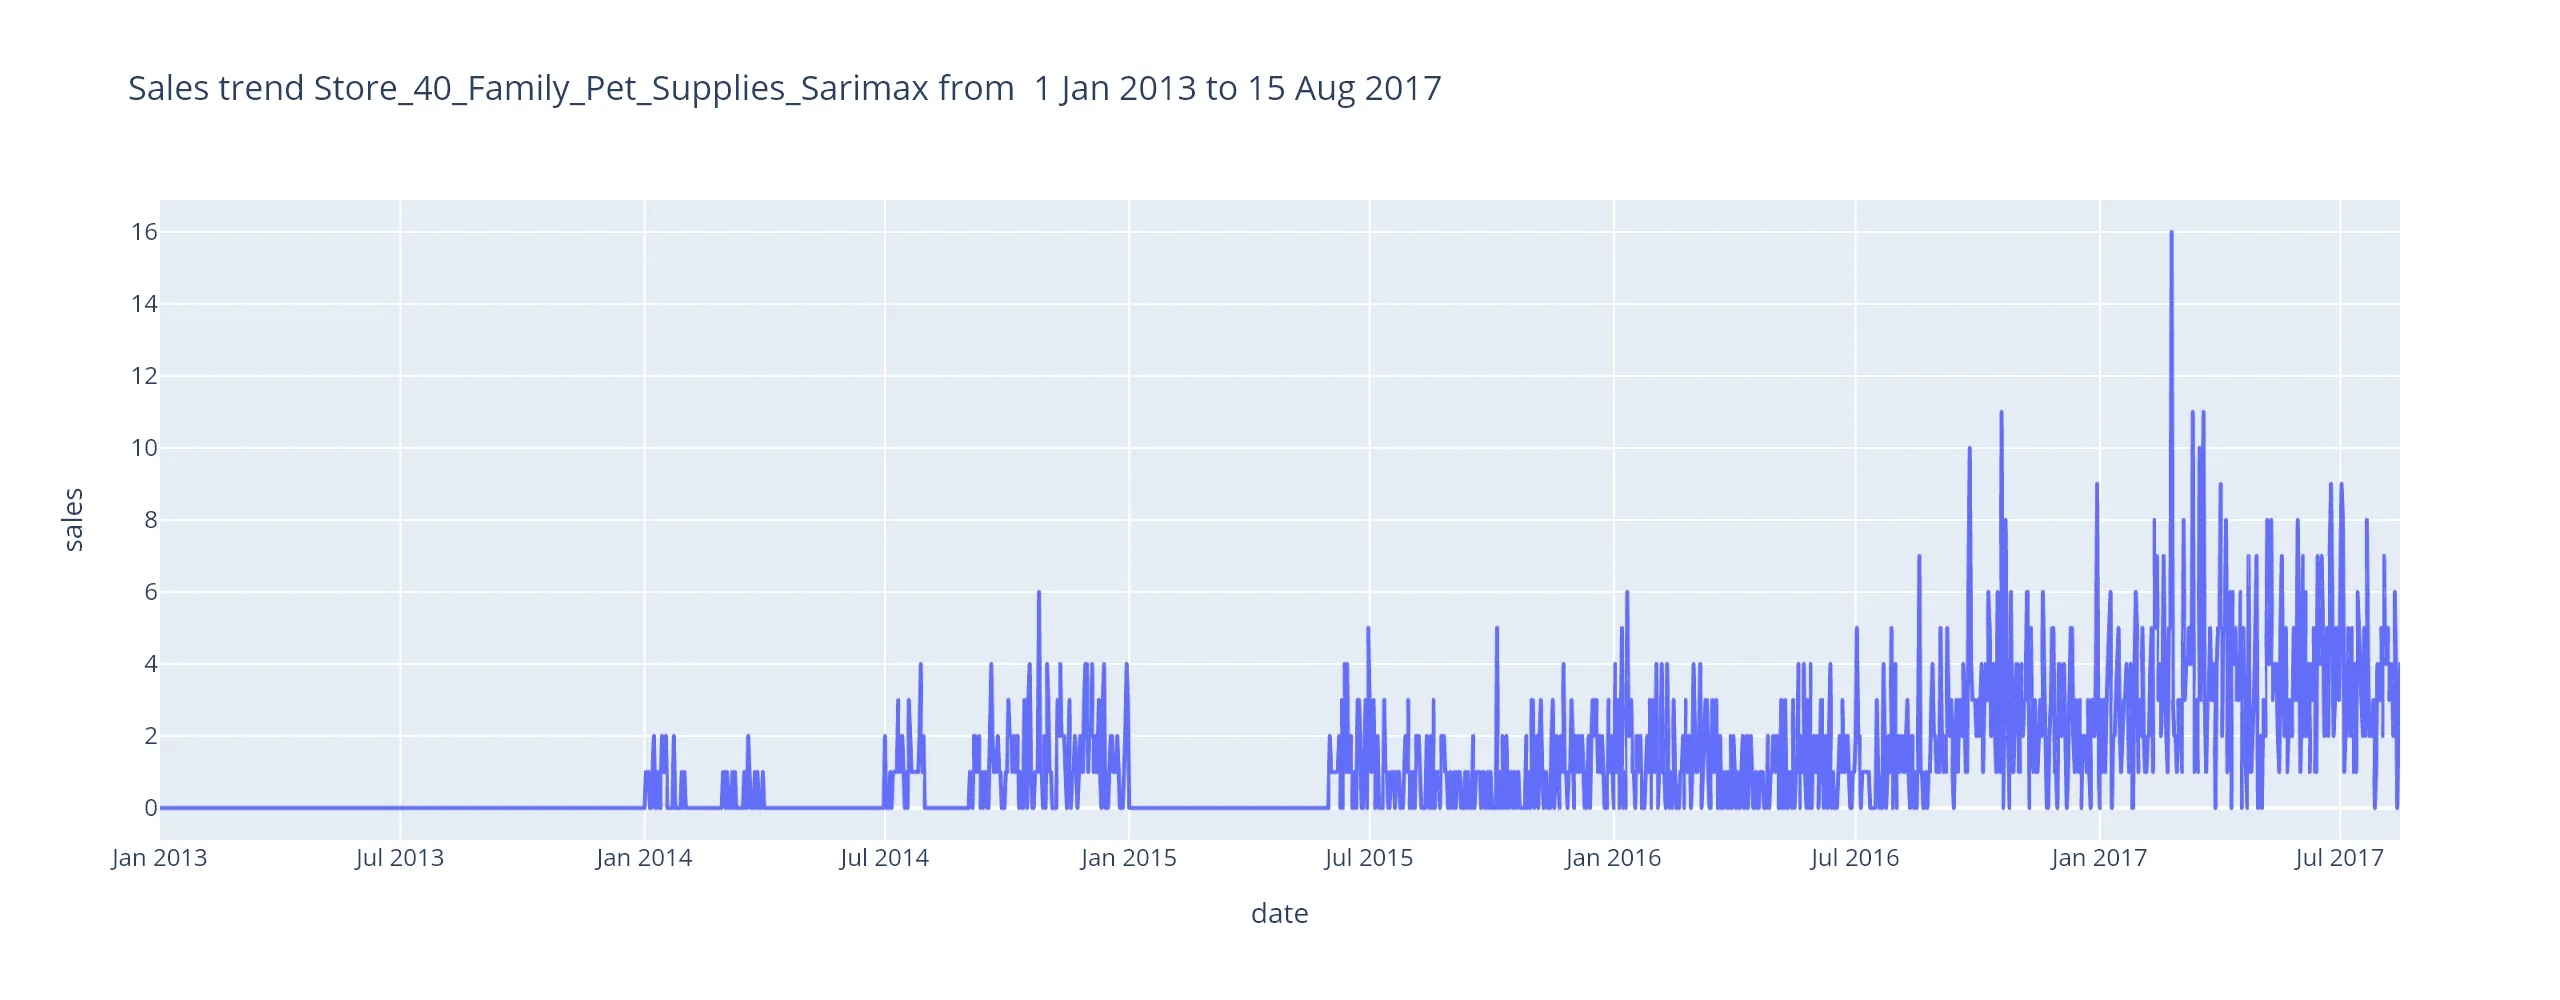 Sales trend Store_40_Family_Pet_Supplies_Sarimax from  1 Jan 2013 to 15 Aug 2017
16
14
12
10
8
6
4
2
0
sales
Jan 2013 Jul 2013 Jan 2014 Jul 2014 Jan 2015 Jul 2015 Jan 2016 Jul 2016 Jan 2017 Jul 2017
date